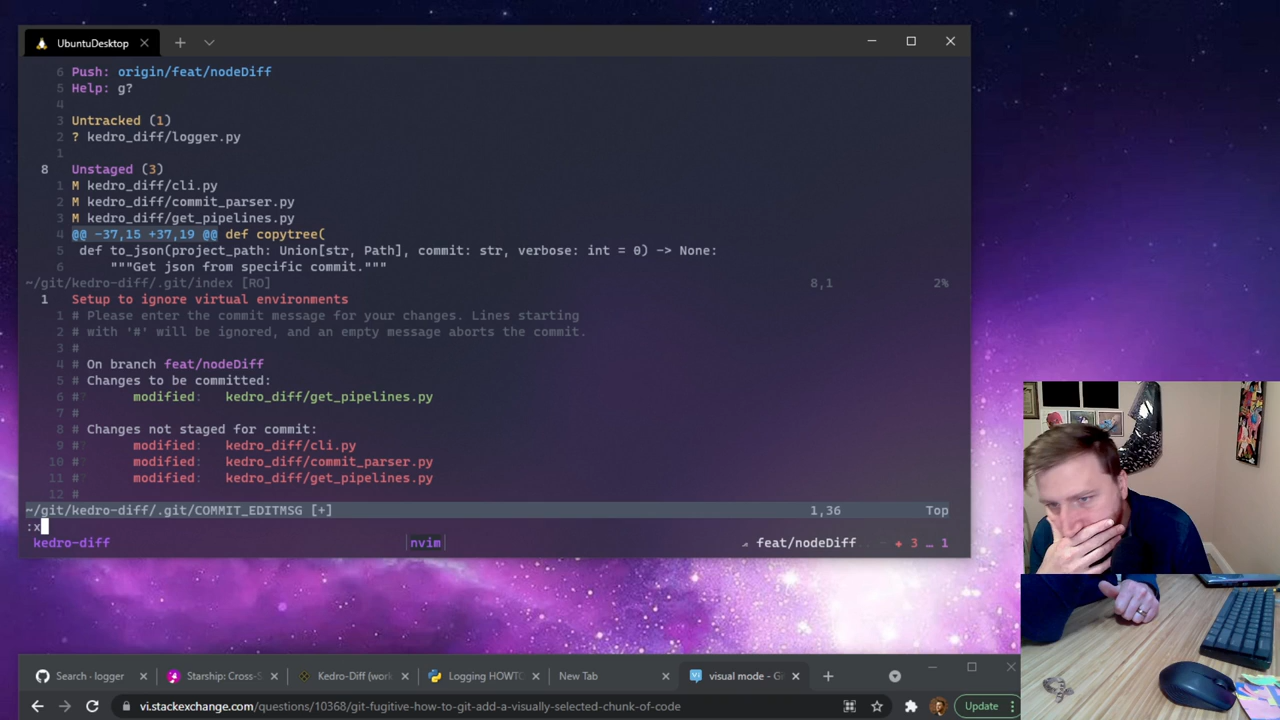 UbuntuDesktop
6 Push: origin/feat/nodeDiff
5 Help: g?
4
3 Untracked (1)
2 ? kedro_diff/logger.py
1
8 Unstaged (3)
1 M kedro_diff/cli.py
2 M kedro_diff/commit_parser.py
3 M kedro_diff/get_pipelines.py
4 @@ -37,15 +37,19 @@ def copytree(
5 def to_json(project_path: Union[str, Path], commit: str, verbose: int = 0) -> None:
6 """Get json from specific commit."""
~/git/kedro-diff/.git/index [RO] 8,1 2%
1 Setup to ignore virtual environments
1 # Please enter the commit message for your changes. Lines starting
2 # with '#' will be ignored, and an empty message aborts the commit.
3 #
4 # On branch feat/nodeDiff
5 # Changes to be committed:
6 # modified: kedro_diff/get_pipelines.py
7 #
8 # Changes not staged for commit:
9 # modified: kedro_diff/cli.py
10 # modified: kedro_diff/commit_parser.py
11 # modified: kedro_diff/get_pipelines.py
12 #
~/git/kedro-diff/.git/COMMIT_EDITMSG [+] 1,36 Top
:x
kedro-diff nvim feat/nodeDiff 3 … 1
Search · logger Starship: Cross-S Kedro-Diff (work Logging HOWTO New Tab visual mode - Gi
vi.stackexchange.com/questions/10368/git-fugitive-how-to-git-add-a-visually-selected-chunk-of-code Update